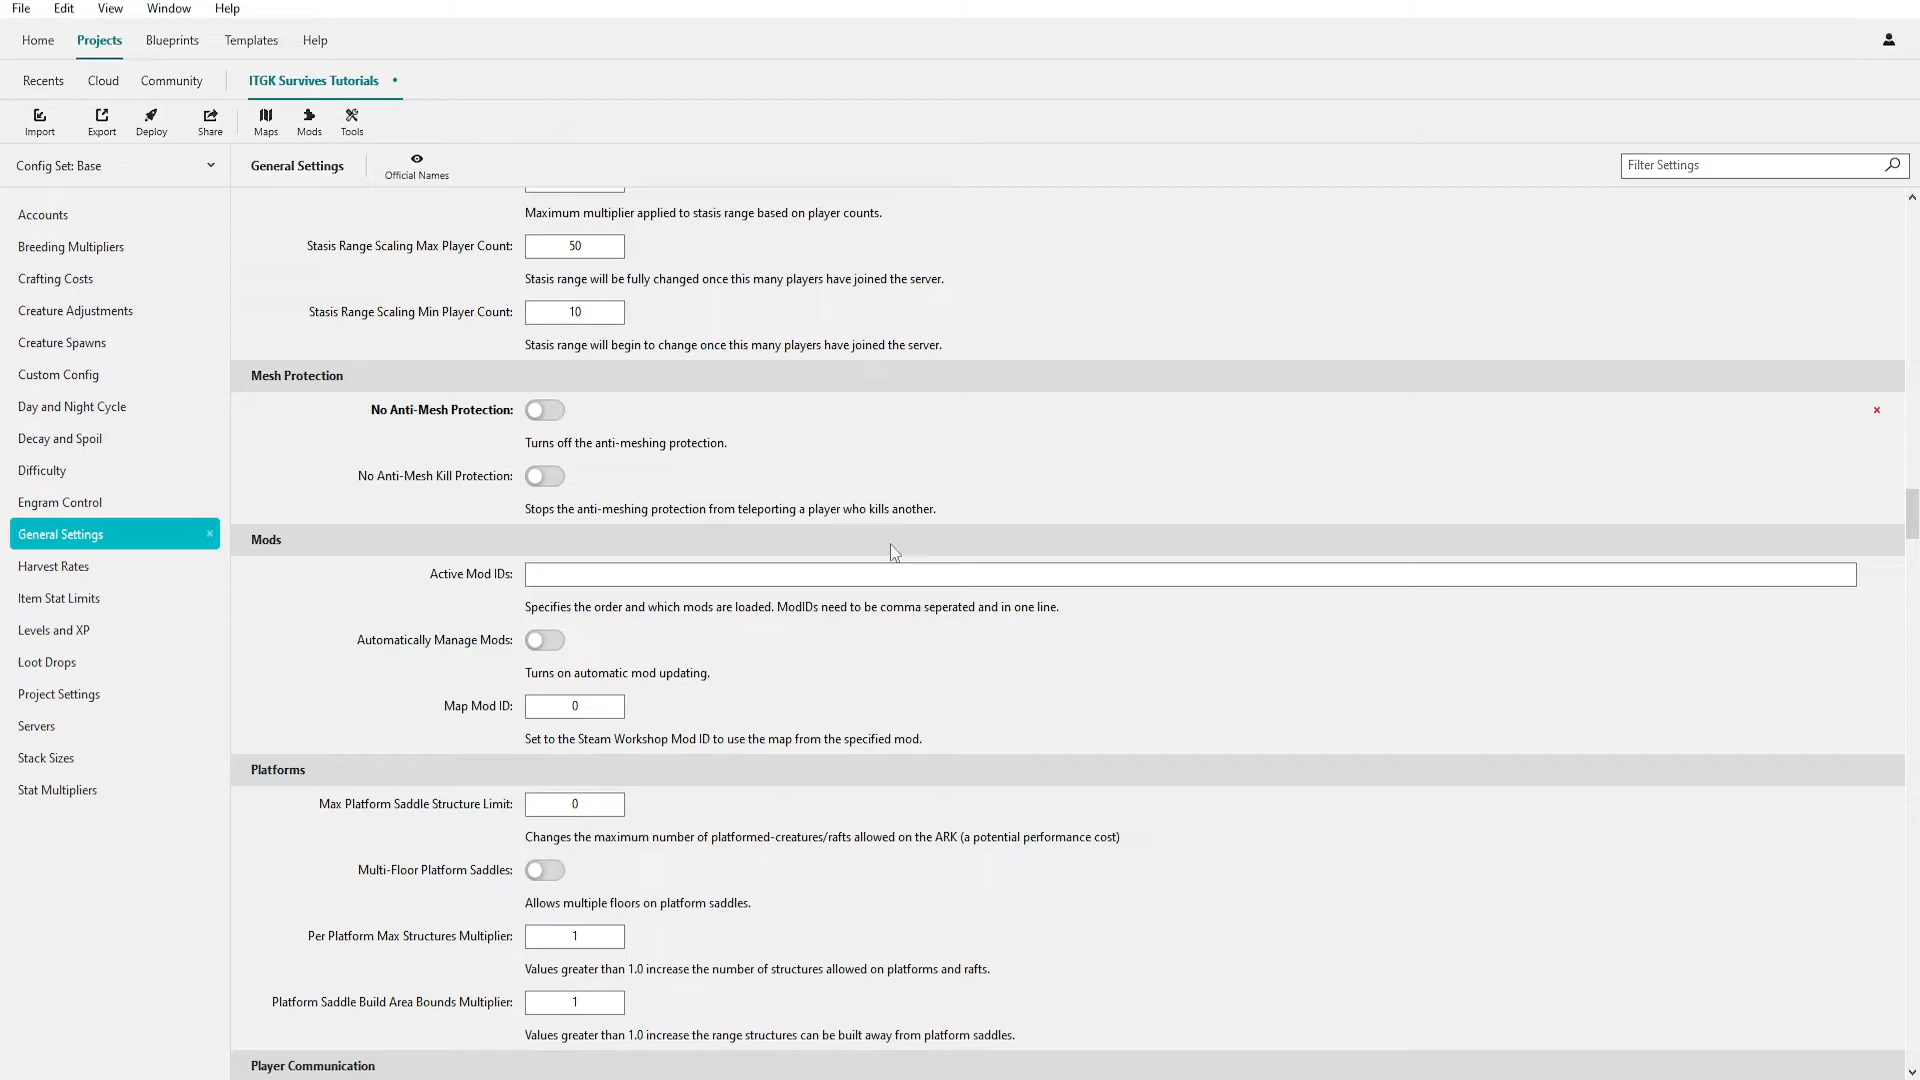 File Edit View Window Help
Home Projects Blueprints Templates Help
Recents Cloud Community ITGK Survives Tutorials •
Import Export Deploy Share Maps Mods Tools
Config Set: Base General Settings Official Names Filter Settings
Accounts
Breeding Multipliers
Crafting Costs
Creature Adjustments
Creature Spawns
Custom Config
Day and Night Cycle
Decay and Spoil
Difficulty
Engram Control
General Settings
Harvest Rates
Item Stat Limits
Levels and XP
Loot Drops
Project Settings
Servers
Stack Sizes
Stat Multipliers
Maximum multiplier applied to stasis range based on player counts.
Stasis Range Scaling Max Player Count: 50
Stasis range will be fully changed once this many players have joined the server.
Stasis Range Scaling Min Player Count: 10
Stasis range will begin to change once this many players have joined the server.
Mesh Protection
No Anti-Mesh Protection:
Turns off the anti-meshing protection.
No Anti-Mesh Kill Protection:
Stops the anti-meshing protection from teleporting a player who kills another.
Mods
Active Mod IDs:
Specifies the order and which mods are loaded. ModIDs need to be comma seperated and in one line.
Automatically Manage Mods:
Turns on automatic mod updating.
Map Mod ID: 0
Set to the Steam Workshop Mod ID to use the map from the specified mod.
Platforms
Max Platform Saddle Structure Limit: 0
Changes the maximum number of platformed-creatures/rafts allowed on the ARK (a potential performance cost)
Multi-Floor Platform Saddles:
Allows multiple floors on platform saddles.
Per Platform Max Structures Multiplier: 1
Values greater than 1.0 increase the number of structures allowed on platforms and rafts.
Platform Saddle Build Area Bounds Multiplier: 1
Values greater than 1.0 increase the range structures can be built away from platform saddles.
Player Communication